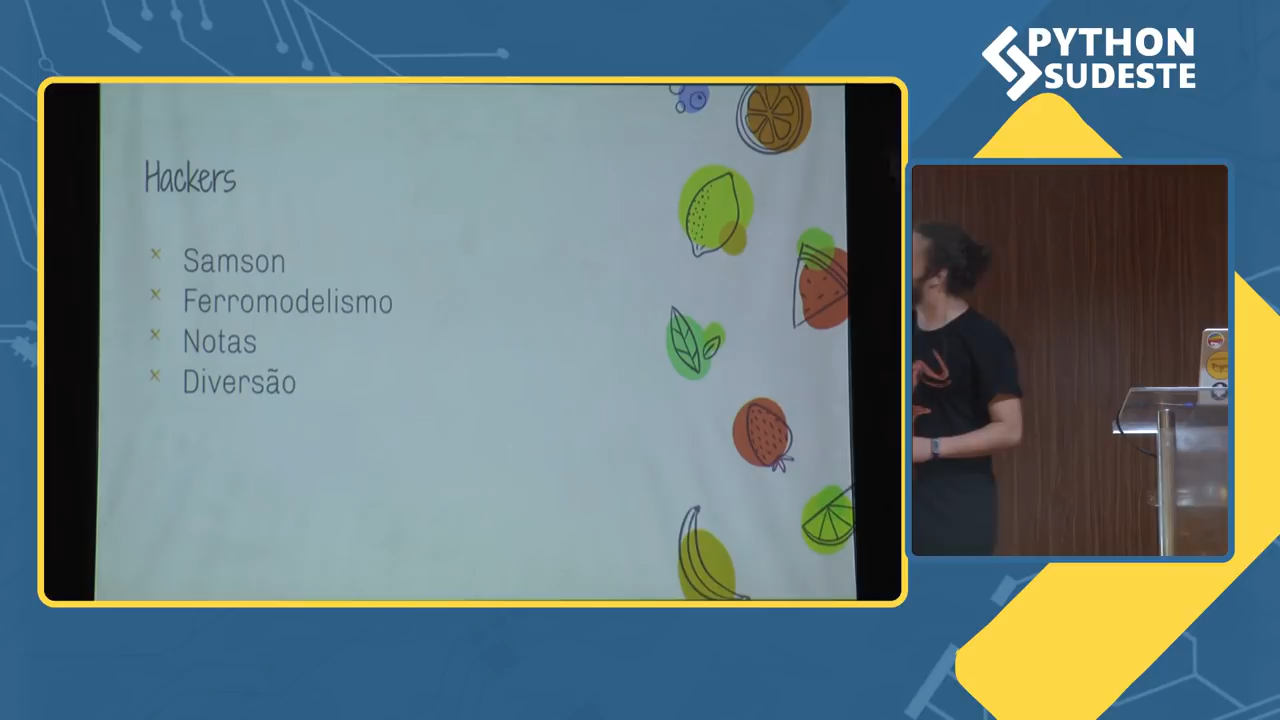 PYTHON
SUDESTE
Hackers
Samson
Ferromodelismo
Notas
Diversão